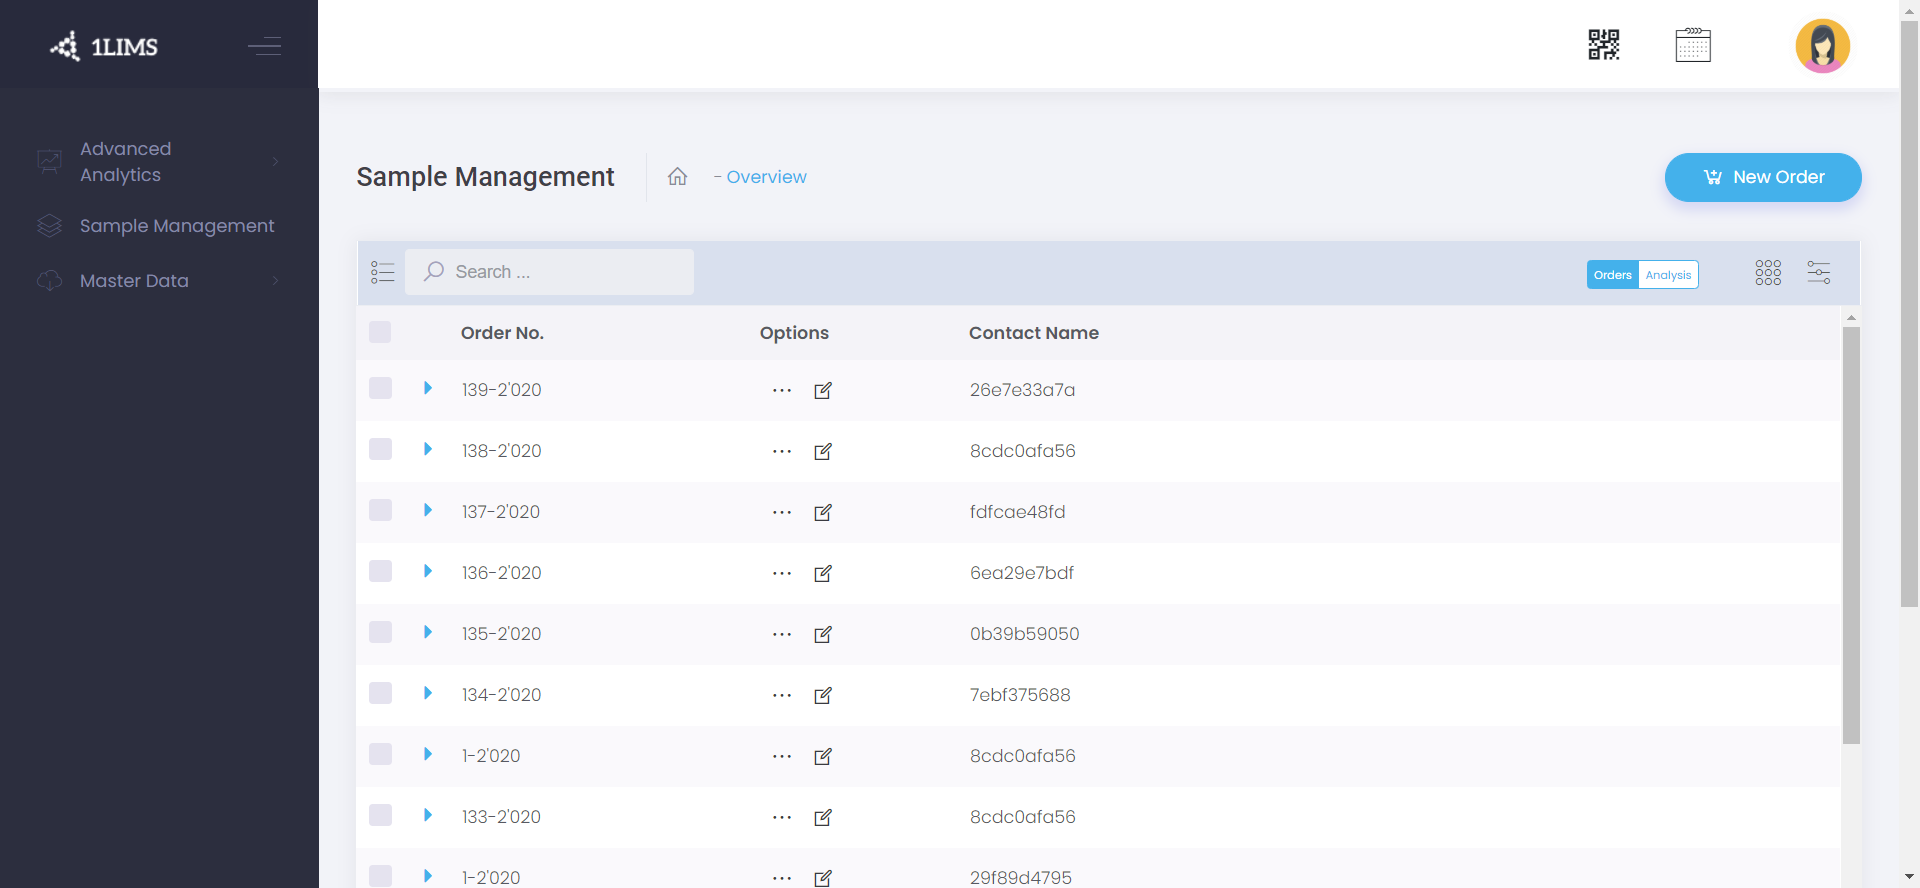 1LIMS
Advanced
Analytics
Sample Management
Master Data
Sample Management
- Overview
New Order
Search ...
Orders
Analysis
Order No.
Options
Contact Name
139-2'020 ... 26e7e33a7a
138-2'020 ... 8cdc0afa56
137-2'020 ... fdfcae48fd
136-2'020 ... 6ea29e7bdf
135-2'020 ... 0b39b59050
134-2'020 ... 7ebf375688
1-2'020 ... 8cdc0afa56
133-2'020 ... 8cdc0afa56
1-2'020 ... 29f89d4795